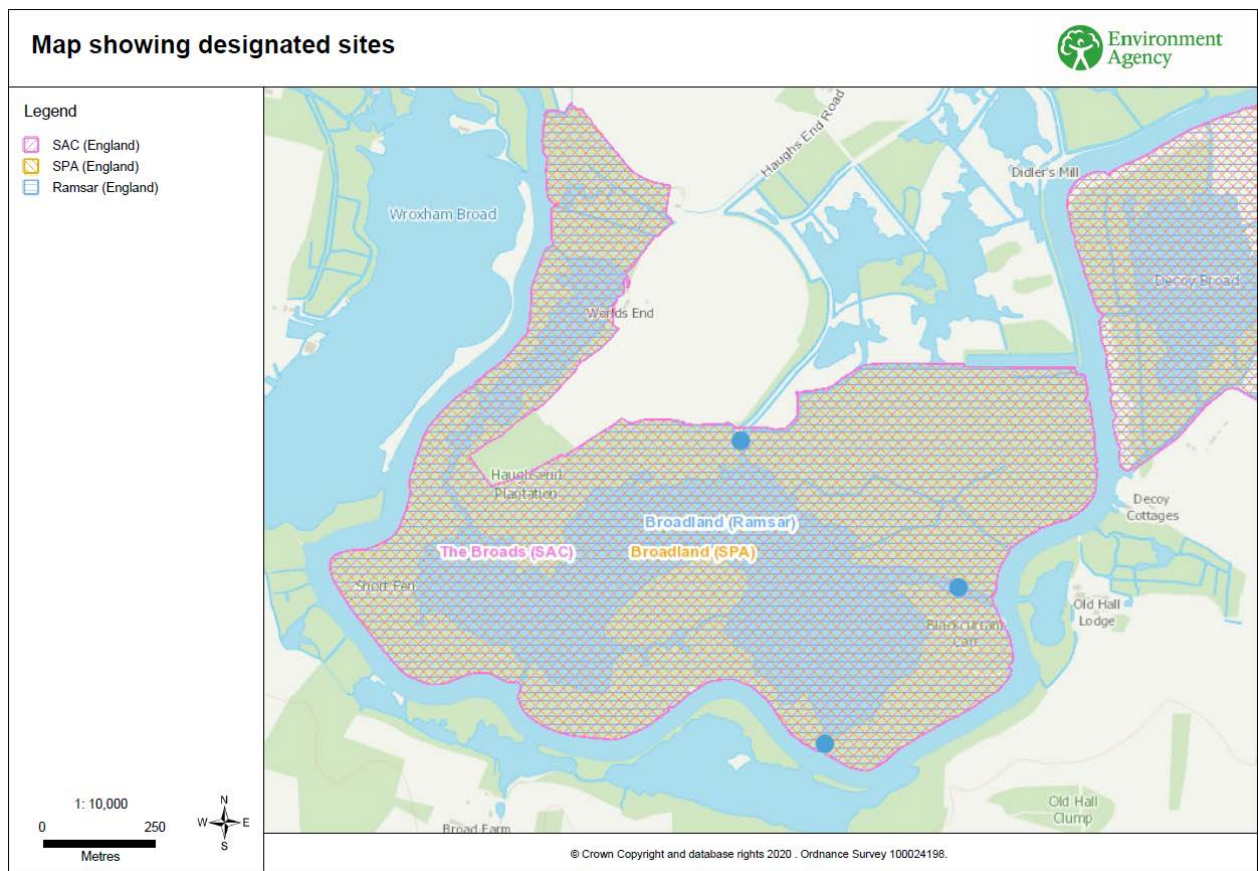 Map showing designated sites
Environment
Agency
Legend
SAC (England)
SPA (England)
Ramsar (England)
Haughs End Road
Didler's Mill
Wroxham Broad
Decoy Broad
Worlds End
Haughsend
Plantation
Decoy
Cottages
Broadland (Ramsar)
The Broads (SAC)
Broadland (SPA)
Short Fen
Old Hall
Lodge
Blackcurrant
Carr
1: 10,000
0 250
Metres
N
W E
S
Old Hall
Clump
Broad Farm
© Crown Copyright and database rights 2020 . Ordnance Survey 100024198.